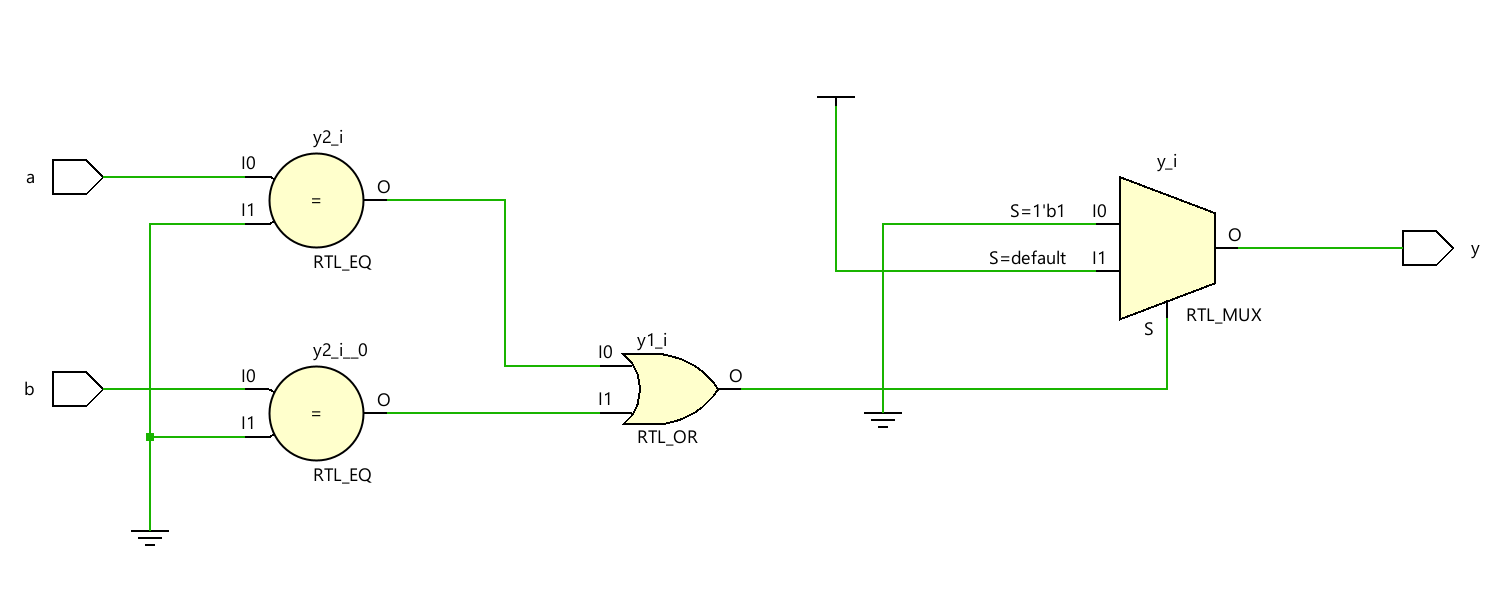 y2_i
a
I0
I1
=
O
RTL_EQ
y2_i__0
b
I0
I1
=
O
RTL_EQ
y1_i
I0
I1
O
RTL_OR
y_i
S=1'b1 I0
S=default I1
S
O
RTL_MUX
y